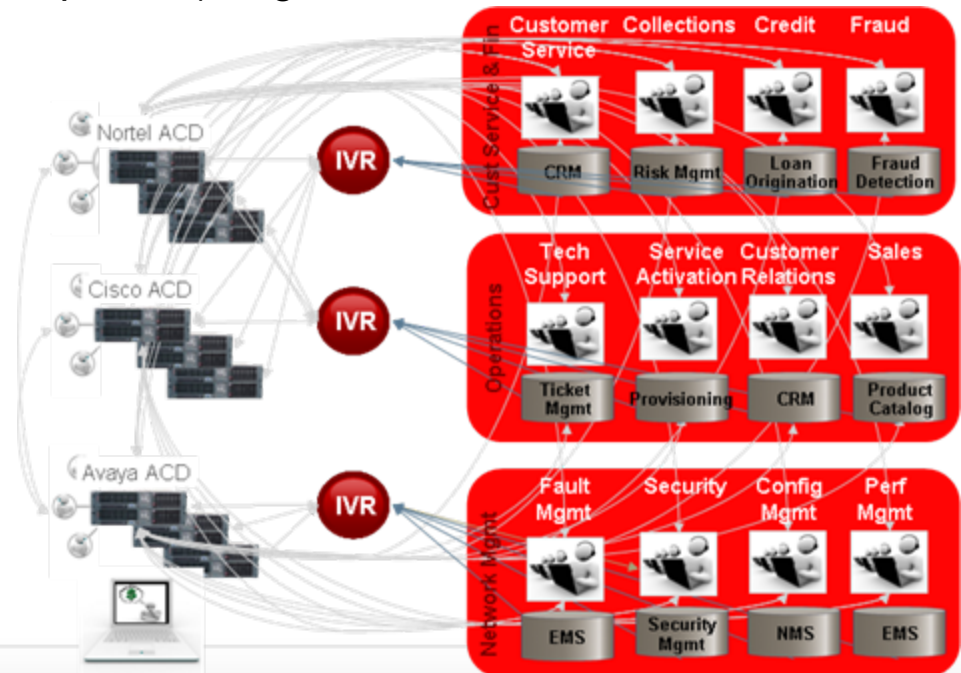 Customer Collections Credit Fraud
Service
Cust Service & Fin
Nortel ACD
IVR
CRM
Risk Mgmt
Loan
Origination
Fraud
Detection
Tech
Support
Service
Activation
Customer
Relations
Sales
Operations
Cisco ACD
IVR
Ticket
Mgmt
Provisioning
CRM
Product
Catalog
Avaya ACD
IVR
Fault
Mgmt
Security
Config
Mgmt
Perf
Mgmt
Network Mgmt
EMS
Security
Mgmt
NMS
EMS